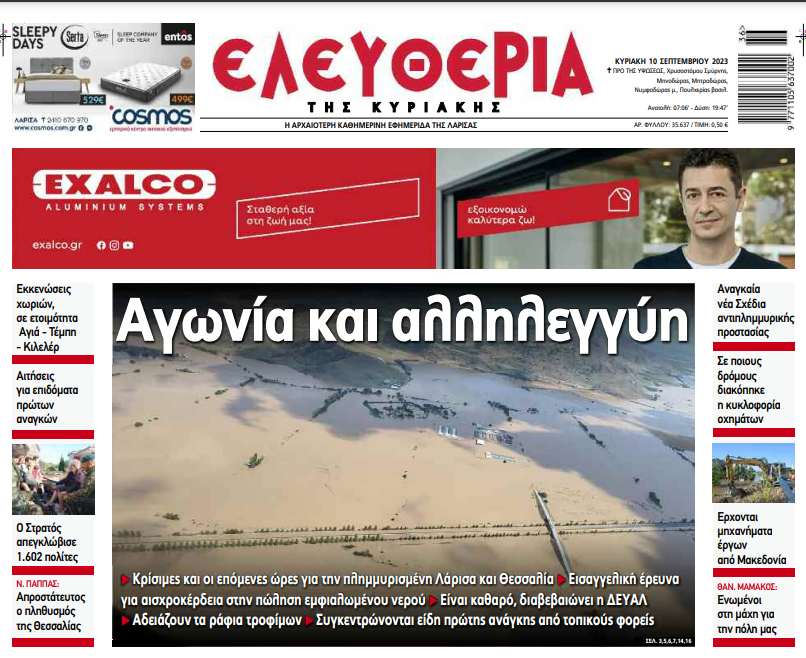 SLEEPY
DAYS
Serta
SLEEP COMPANY
OF THE YEAR
entós
529€
499€
ΛΑΡΙΣΑ Τ 2410 670 970
www.cosmos.com.gr
cosmos
ΕΛΕΥΘΕΡΙΑ
ΤΗΣ ΚΥΡΙΑΚΗΣ
Η ΑΡΧΑΙΟΤΕΡΗ ΚΑΘΗΜΕΡΙΝΗ ΕΦΗΜΕΡΙΔΑ ΤΗΣ ΛΑΡΙΣΑΣ
ΚΥΡΙΑΚΗ 10 ΣΕΠΤΕΜΒΡΙΟΥ 2023
✝ ΠΡΟ ΤΗΣ ΥΨΩΣΕΩΣ, Χρυσοστόμου Σμύρνης,
Μηνοδώρας, Μητροδώρας,
Νυμφοδώρας μ., Πουλχερίας βασιλ.
Ανατολή: 07.06' - Δύση: 19.47'
ΑΡ. ΦΥΛΛΟΥ: 35.637 / ΤΙΜΗ: 0,50 €
36>
9 771105 637002
EXALCO
ALUMINIUM SYSTEMS
exalco.gr
Σταθερή αξία
στη ζωή μας!
εξοικονομώ
καλύτερα ζω!
Εκκενώσεις
χωριών,
σε ετοιμότητα
Αγιά - Τέμπη
- Κιλελέρ
Αιτήσεις
για επιδόματα
πρώτων
αναγκών
Ο Στρατός
απεγκλώβισε
1.602 πολίτες
Ν. ΠΑΠΠΑΣ:
Απροστάτευτος
ο πληθυσμός
της Θεσσαλίας
Αγωνία και αλληλεγγύη
Κρίσιμες και οι επόμενες ώρες για την πλημμυρισμένη Λάρισα και Θεσσαλία Εισαγγελική έρευνα
για αισχροκέρδεια στην πώληση εμφιαλωμένου νερού Είναι καθαρό, διαβεβαιώνει η ΔΕΥΑΛ
Αδειάζουν τα ράφια τροφίμων Συγκεντρώνονται είδη πρώτης ανάγκης από τοπικούς φορείς
ΣΕΛ. 3,5,6,7,14,16
Αναγκαία
νέα Σχέδια
αντιπλημμυρικής
προστασίας
Σε ποιους
δρόμους
διακόπηκε
η κυκλοφορία
οχημάτων
Ερχονται
μηχανήματα
έργων
από Μακεδονία
ΘΑΝ. ΜΑΜΑΚΟΣ:
Ενωμένοι
στη μάχη για
την πόλη μας